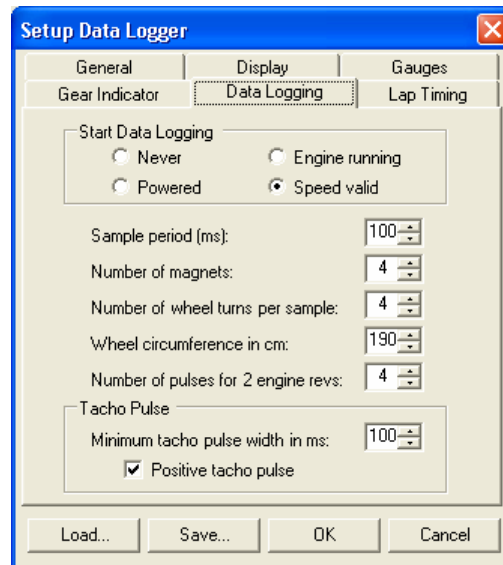 Setup Data Logger
General Display Gauges
Gear Indicator Data Logging Lap Timing
Start Data Logging
Never Engine running
Powered Speed valid
Sample period (ms): 100
Number of magnets: 4
Number of wheel turns per sample: 4
Wheel circumference in cm: 190
Number of pulses for 2 engine revs: 4
Tacho Pulse
Minimum tacho pulse width in ms: 100
Positive tacho pulse
Load... Save... OK Cancel